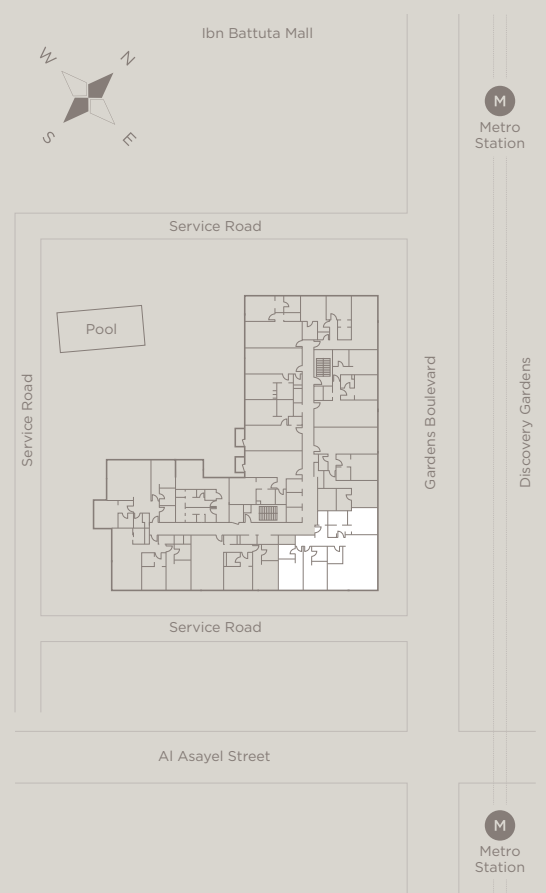 Ibn Battuta Mall
W
N
S
E
M
Metro
Station
Service Road
Pool
Service Road
Gardens Boulevard
Discovery Gardens
Service Road
Al Asayel Street
M
Metro
Station